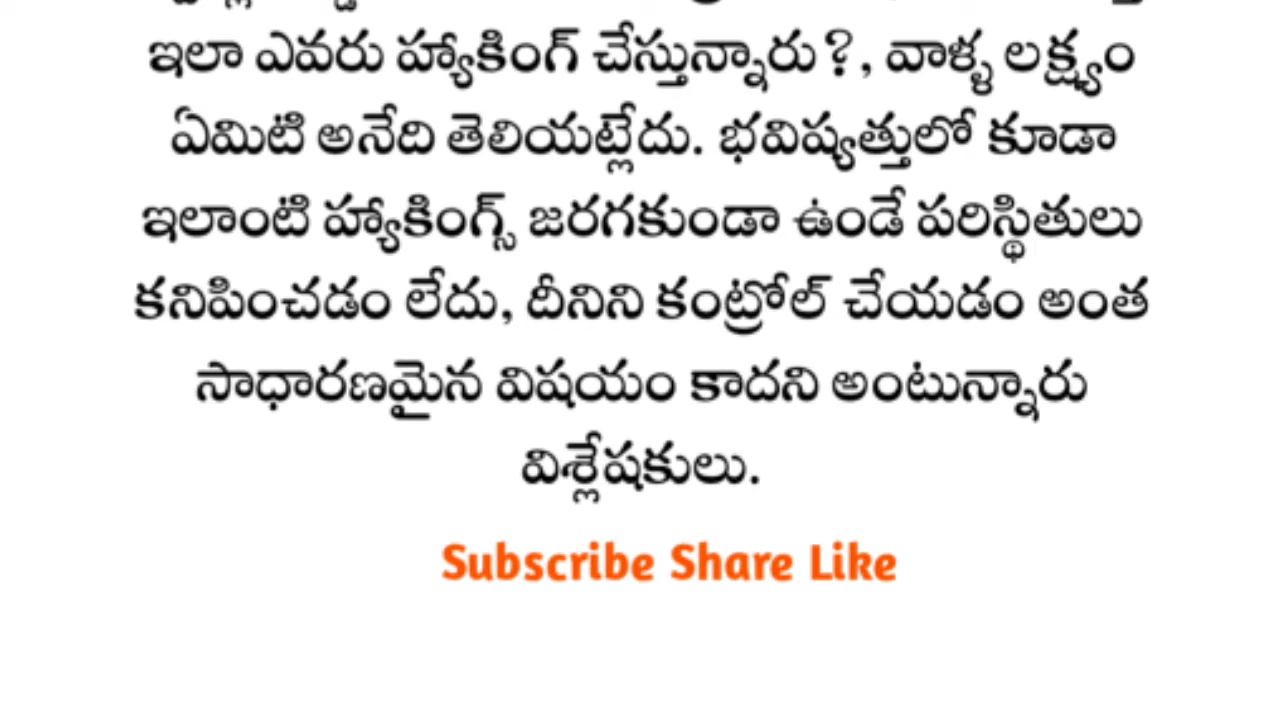 ఇలా ఎవరు హ్యాకింగ్ చేస్తున్నారు?, వాళ్ళ లక్ష్యం
ఏమిటి అనేది తెలియట్లేదు. భవిష్యత్తులో కూడా
ఇలాంటి హ్యాకింగ్స్ జరగకుండా ఉండే పరిస్థితులు
కనిపించడం లేదు, దీనిని కంట్రోల్ చేయడం అంత
సాధారణమైన విషయం కాదని అంటున్నారు
విశ్లేషకులు.
Subscribe Share Like